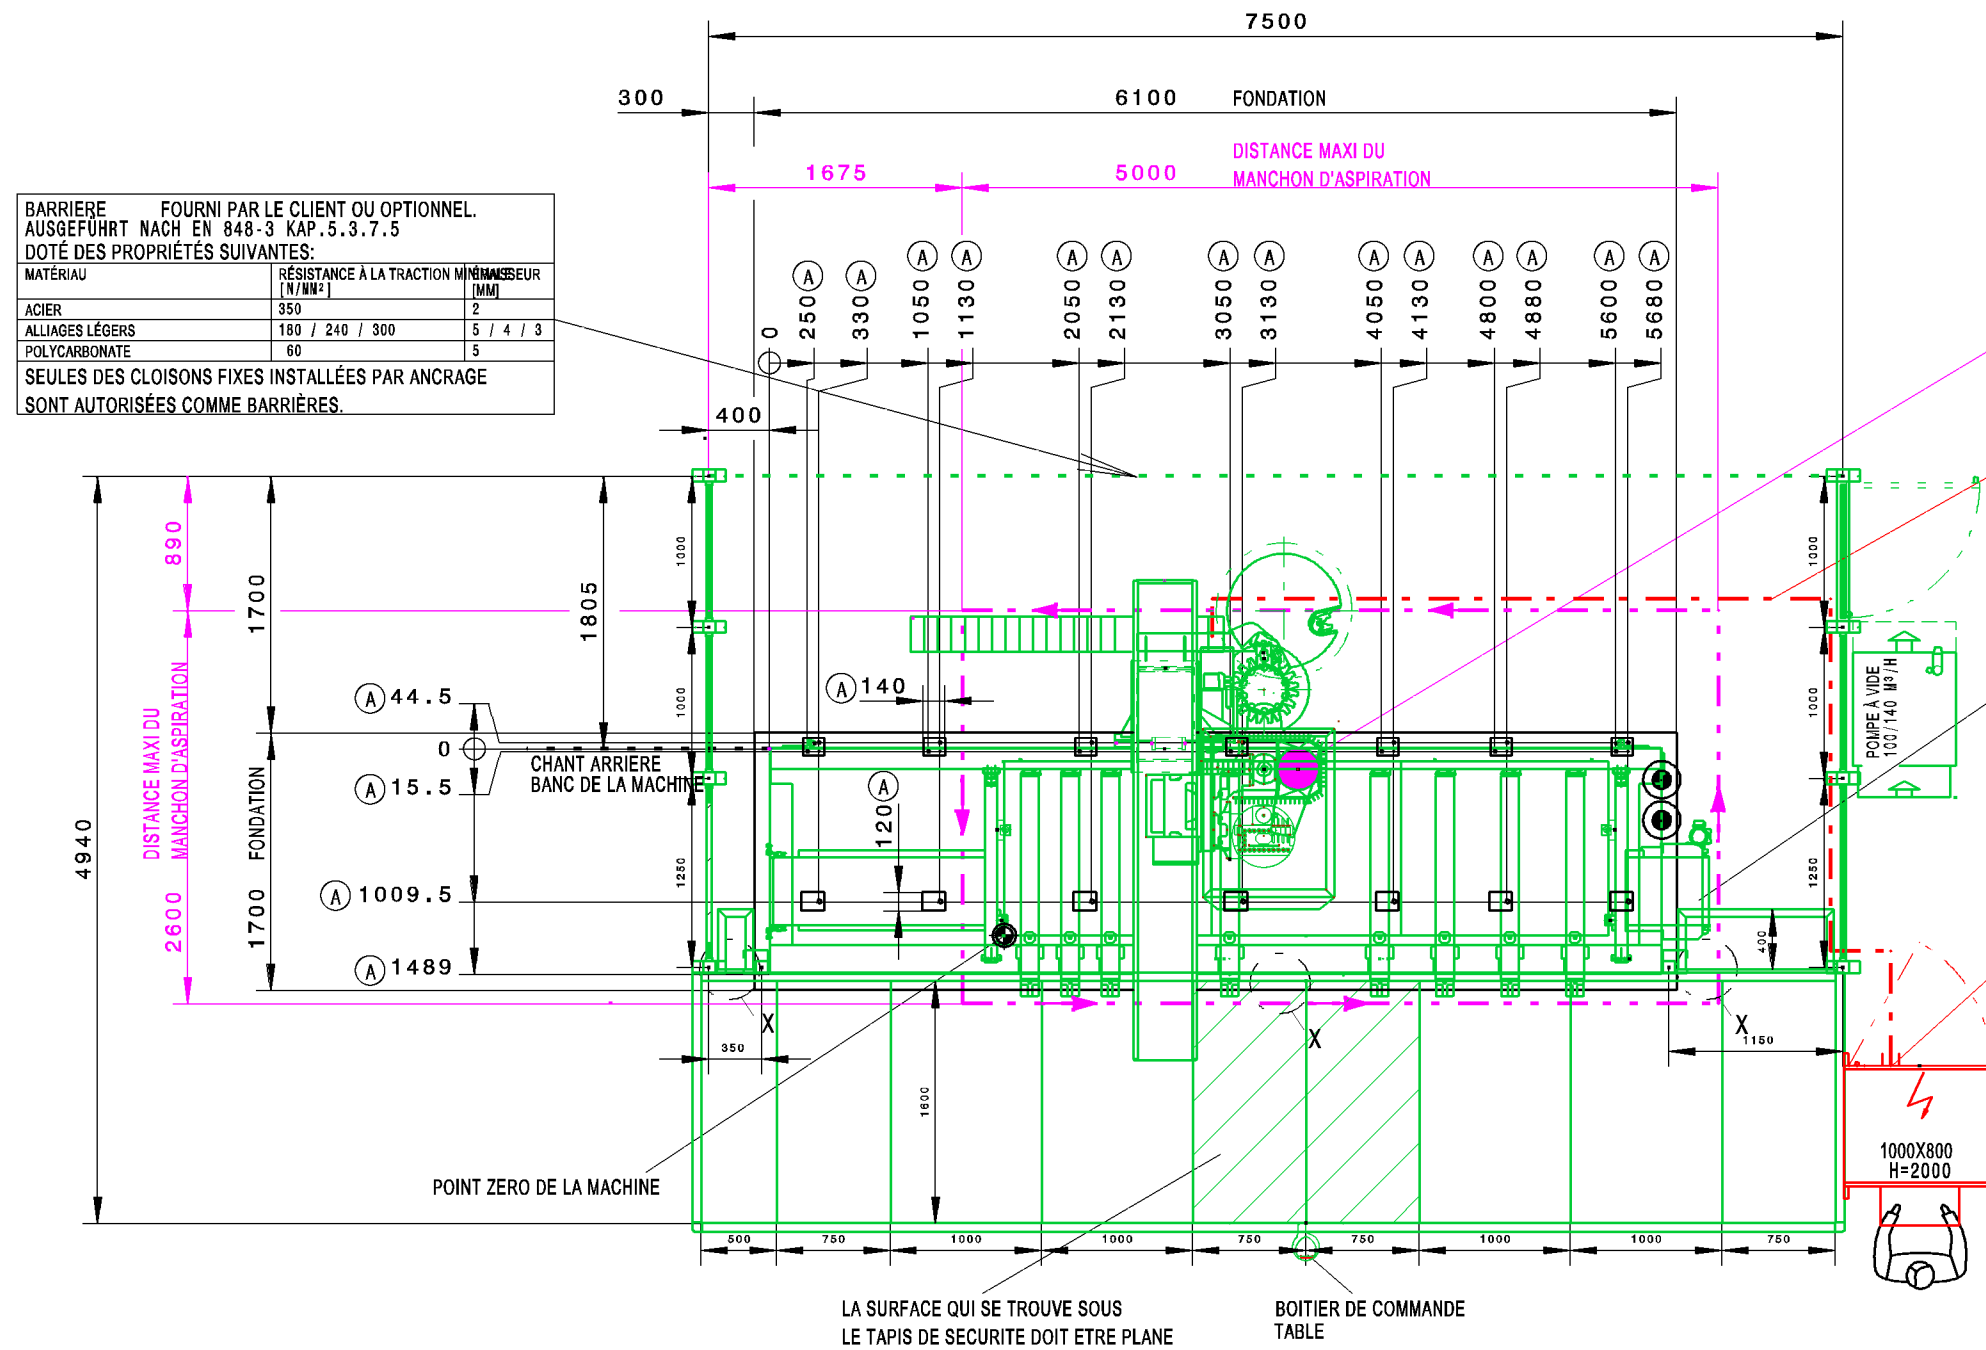 7500
300
6100 FONDATION
DISTANCE MAXI DU
MANCHON D'ASPIRATION
1675
5000
BARRIERE FOURNI PAR LE CLIENT OU OPTIONNEL.
AUSGEFÜHRT NACH EN 848-3 KAP.5.3.7.5
DOTÉ DES PROPRIÉTÉS SUIVANTES:
MATÉRIAU RÉSISTANCE À LA TRACTION
[N/MM²] [MM]
ACIER 350 2
ALLIAGES LÉGERS 180 / 240 / 300 5 / 4 / 3
POLYCARBONATE 60 5
SEULES DES CLOISONS FIXES INSTALLÉES PAR ANCRAGE
SONT AUTORISÉES COMME BARRIÈRES.
0
250 A
330 A
1050 A
1130 A
2050 A
2130 A
3050 A
3130 A
4050 A
4130 A
4800 A
4880 A
5600 A
5680 A
400
890
1700
1805
1000
1000
1250
1000
1000
1250
4940
DISTANCE MAXI DU
MANCHON D'ASPIRATION
2600
1700 FONDATION
A 44.5
0
A 15.5
A 1009.5
A 1489
CHANT ARRIERE
BANC DE LA MACHINE
A 140
120 A
POMPE À VIDE
100/140 M³/H
400
X
X
X
350
1150
1600
POINT ZERO DE LA MACHINE
1000X800
H=2000
500
750
1000
1000
750
750
1000
1000
750
LA SURFACE QUI SE TROUVE SOUS
LE TAPIS DE SECURITE DOIT ETRE PLANE
BOITIER DE COMMANDE
TABLE